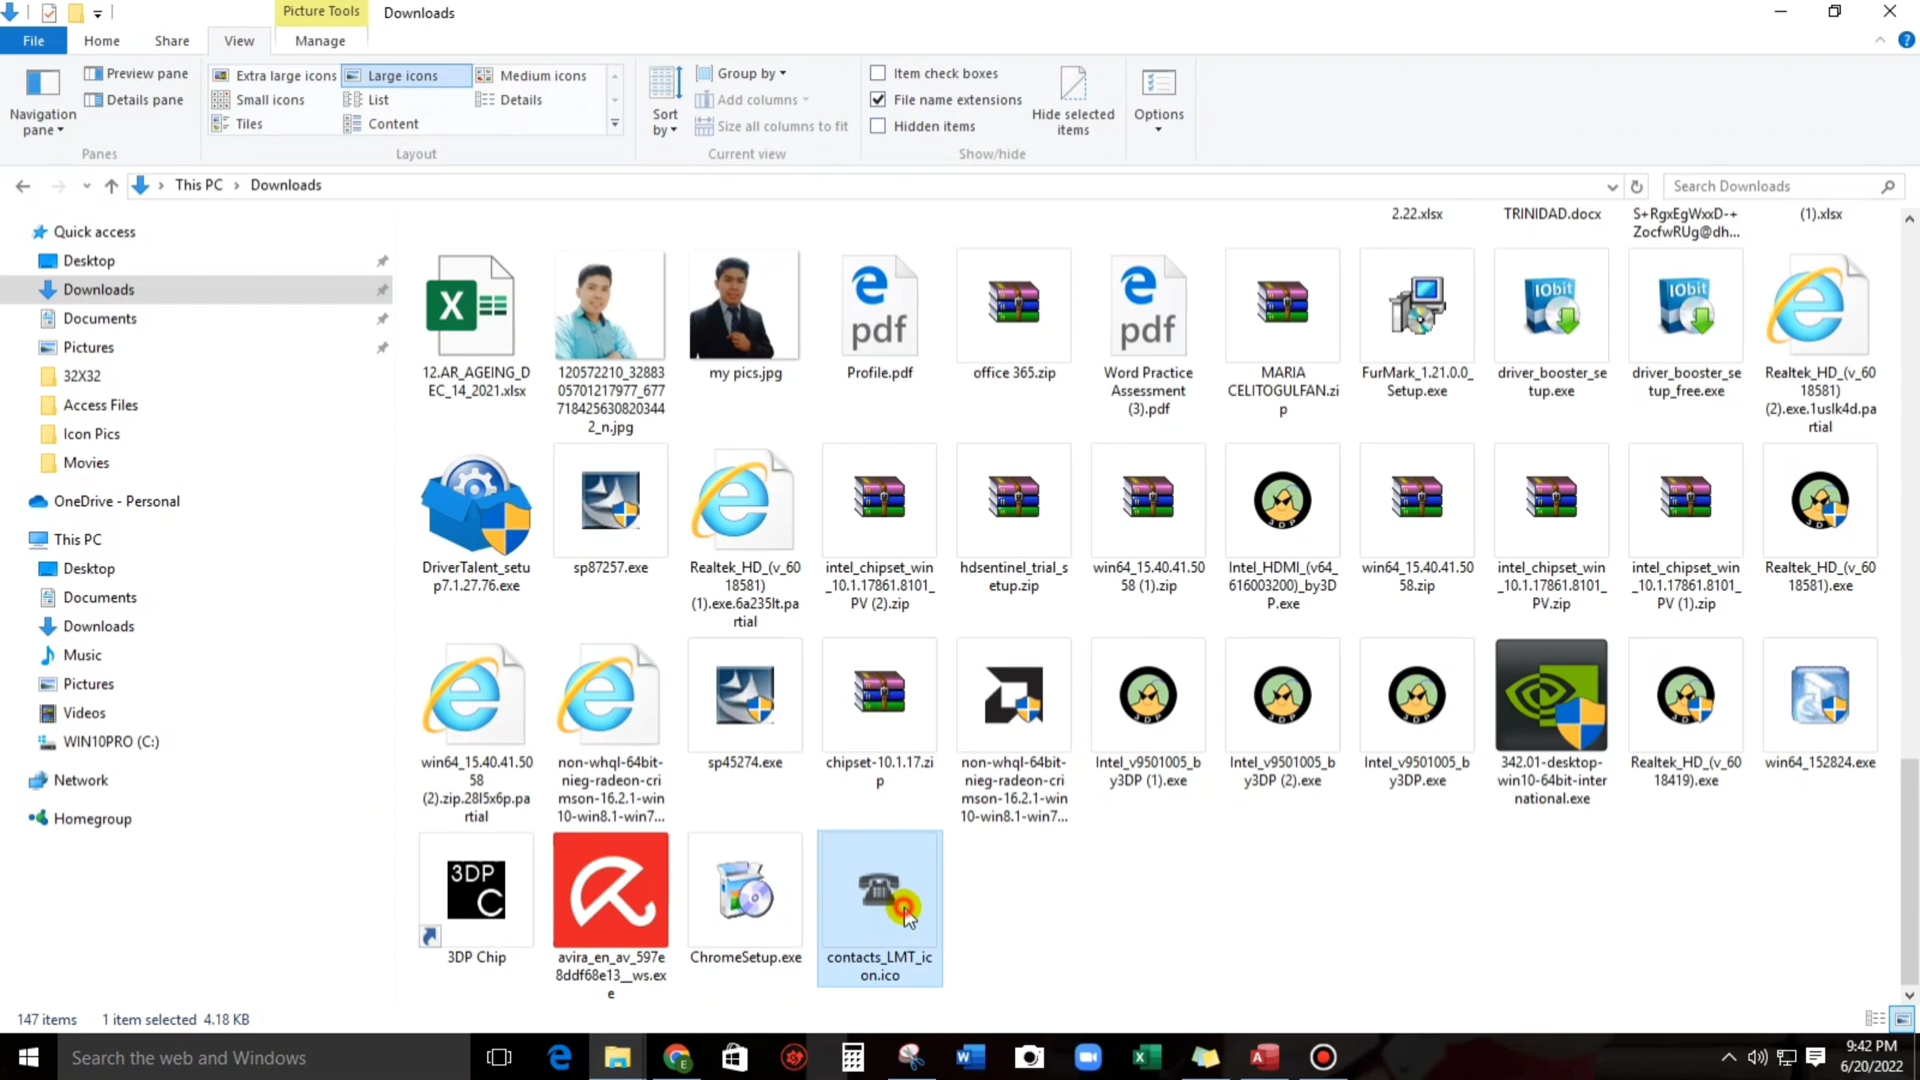 Picture Tools
Downloads
File
Home
Share
View
Manage
Navigation
pane
Preview pane
Details pane
Panes
Extra large icons
Large icons
Medium icons
Small icons
List
Details
Tiles
Content
Layout
Sort
by
Group by
Add columns
Size all columns to fit
Current view
Item check boxes
File name extensions
Hidden items
Hide selected
items
Show/hide
Options
This PC
Downloads
Search Downloads
Quick access
Desktop
Downloads
Documents
Pictures
32X32
Access Files
Icon Pics
Movies
OneDrive - Personal
This PC
Desktop
Documents
Downloads
Music
Pictures
Videos
WIN10PRO (C:)
Network
Homegroup
2.22.xlsx
TRINIDAD.docx
S+RgxEgWxxD-+
ZocfwRUg@dh...
(1).xlsx
X
12.AR_AGEING_D
EC_14_2021.xlsx
120572210_32883
05701217977_677
718425630820344
2_n.jpg
my pics.jpg
pdf
Profile.pdf
office 365.zip
pdf
Word Practice
Assessment
(3).pdf
MARIA
CELITOGULFAN.zi
p
FurMark_1.21.0.0_
Setup.exe
IObit
driver_booster_se
tup.exe
IObit
driver_booster_se
tup_free.exe
Realtek_HD_(v_60
18581)
(2).exe.1uslk4d.pa
rtial
DriverTalent_setu
p7.1.27.76.exe
sp87257.exe
Realtek_HD_(v_60
18581)
(1).exe.6a235lt.pa
rtial
intel_chipset_win
_10.1.17861.8101_
PV (2).zip
hdsentinel_trial_s
etup.zip
win64_15.40.41.50
58 (1).zip
3DP
Intel_HDMI_(v64_
616003200)_by3D
P.exe
win64_15.40.41.50
58.zip
intel_chipset_win
_10.1.17861.8101_
PV.zip
intel_chipset_win
_10.1.17861.8101_
PV (1).zip
Realtek_HD_(v_60
18581).exe
win64_15.40.41.50
58
(2).zip.28l5x6p.pa
rtial
non-whql-64bit-
nieg-radeon-cri
mson-16.2.1-win
10-win8.1-win7...
sp45274.exe
chipset-10.1.17.zi
p
non-whql-64bit-
nieg-radeon-cri
mson-16.2.1-win
10-win8.1-win7...
3DP
Intel_v9501005_b
y3DP (1).exe
3DP
Intel_v9501005_b
y3DP (2).exe
3DP
Intel_v9501005_b
y3DP.exe
342.01-desktop-
win10-64bit-inter
national.exe
Realtek_HD_(v_60
18419).exe
win64_152824.exe
3DP
C
3DP Chip
avira_en_av_597e
8ddf68e13__ws.ex
e
ChromeSetup.exe
contacts_LMT_ic
on.ico
147 items
1 item selected 4.18 KB
Search the web and Windows
9:42 PM
6/20/2022